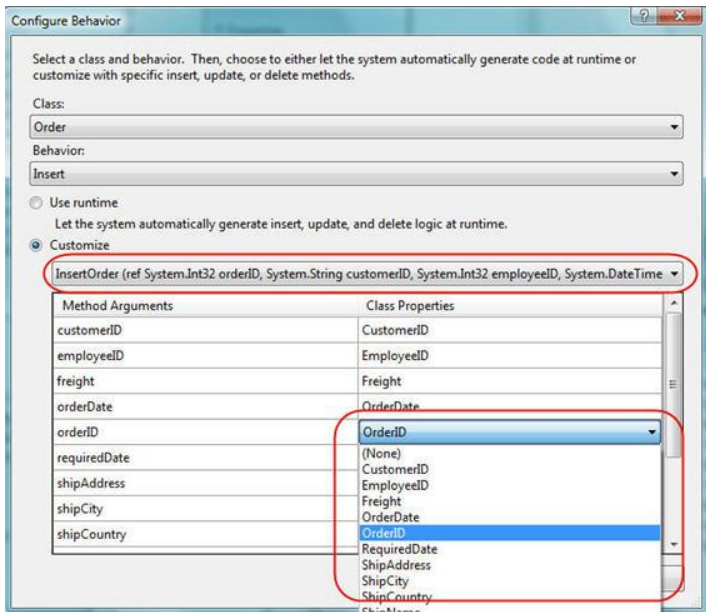 Configure Behavior
Select a class and behavior. Then, choose to either let the system automatically generate code at runtime or
customize with specific insert, update, or delete methods.
Class:
Order
Behavior:
Insert
Use runtime
Let the system automatically generate insert, update, and delete logic at runtime.
Customize
InsertOrder (ref System.Int32 orderID, System.String customerID, System.Int32 employeeID, System.DateTime
Method Arguments Class Properties
customerID CustomerID
employeeID EmployeeID
freight Freight
orderDate OrderDate
orderID OrderID
requiredDate
shipAddress
shipCity
shipCountry
(None)
CustomerID
EmployeeID
Freight
OrderDate
OrderID
RequiredDate
ShipAddress
ShipCity
ShipCountry
ShipName